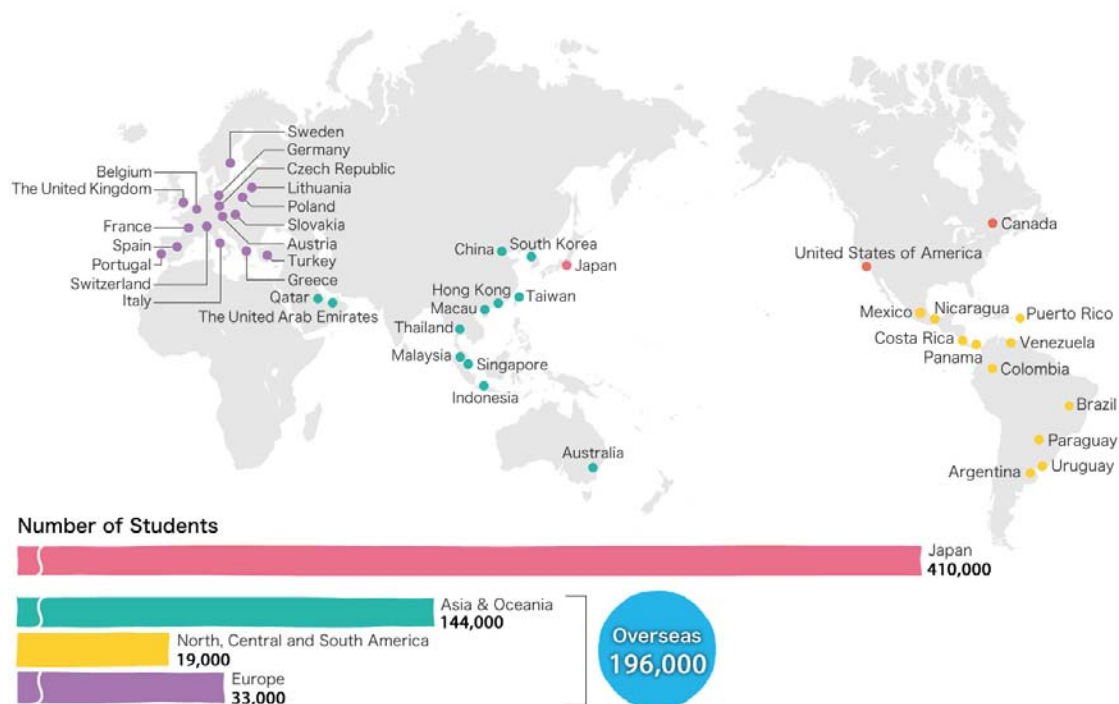 Sweden
Germany
Czech Republic
Belgium
The United Kingdom
Lithuania
Poland
France
Slovakia
Spain
Austria
Portugal
Turkey
Switzerland
Greece
Italy
Qatar
The United Arab Emirates
China
South Korea
Japan
Hong Kong
Macau
Taiwan
Thailand
Malaysia
Singapore
Indonesia
Australia
Canada
United States of America
Mexico
Nicaragua
Puerto Rico
Costa Rica
Panama
Venezuela
Colombia
Brazil
Paraguay
Uruguay
Argentina
Number of Students
Japan
410,000
Asia & Oceania
144,000
North, Central and South America
19,000
Europe
33,000
Overseas
196,000